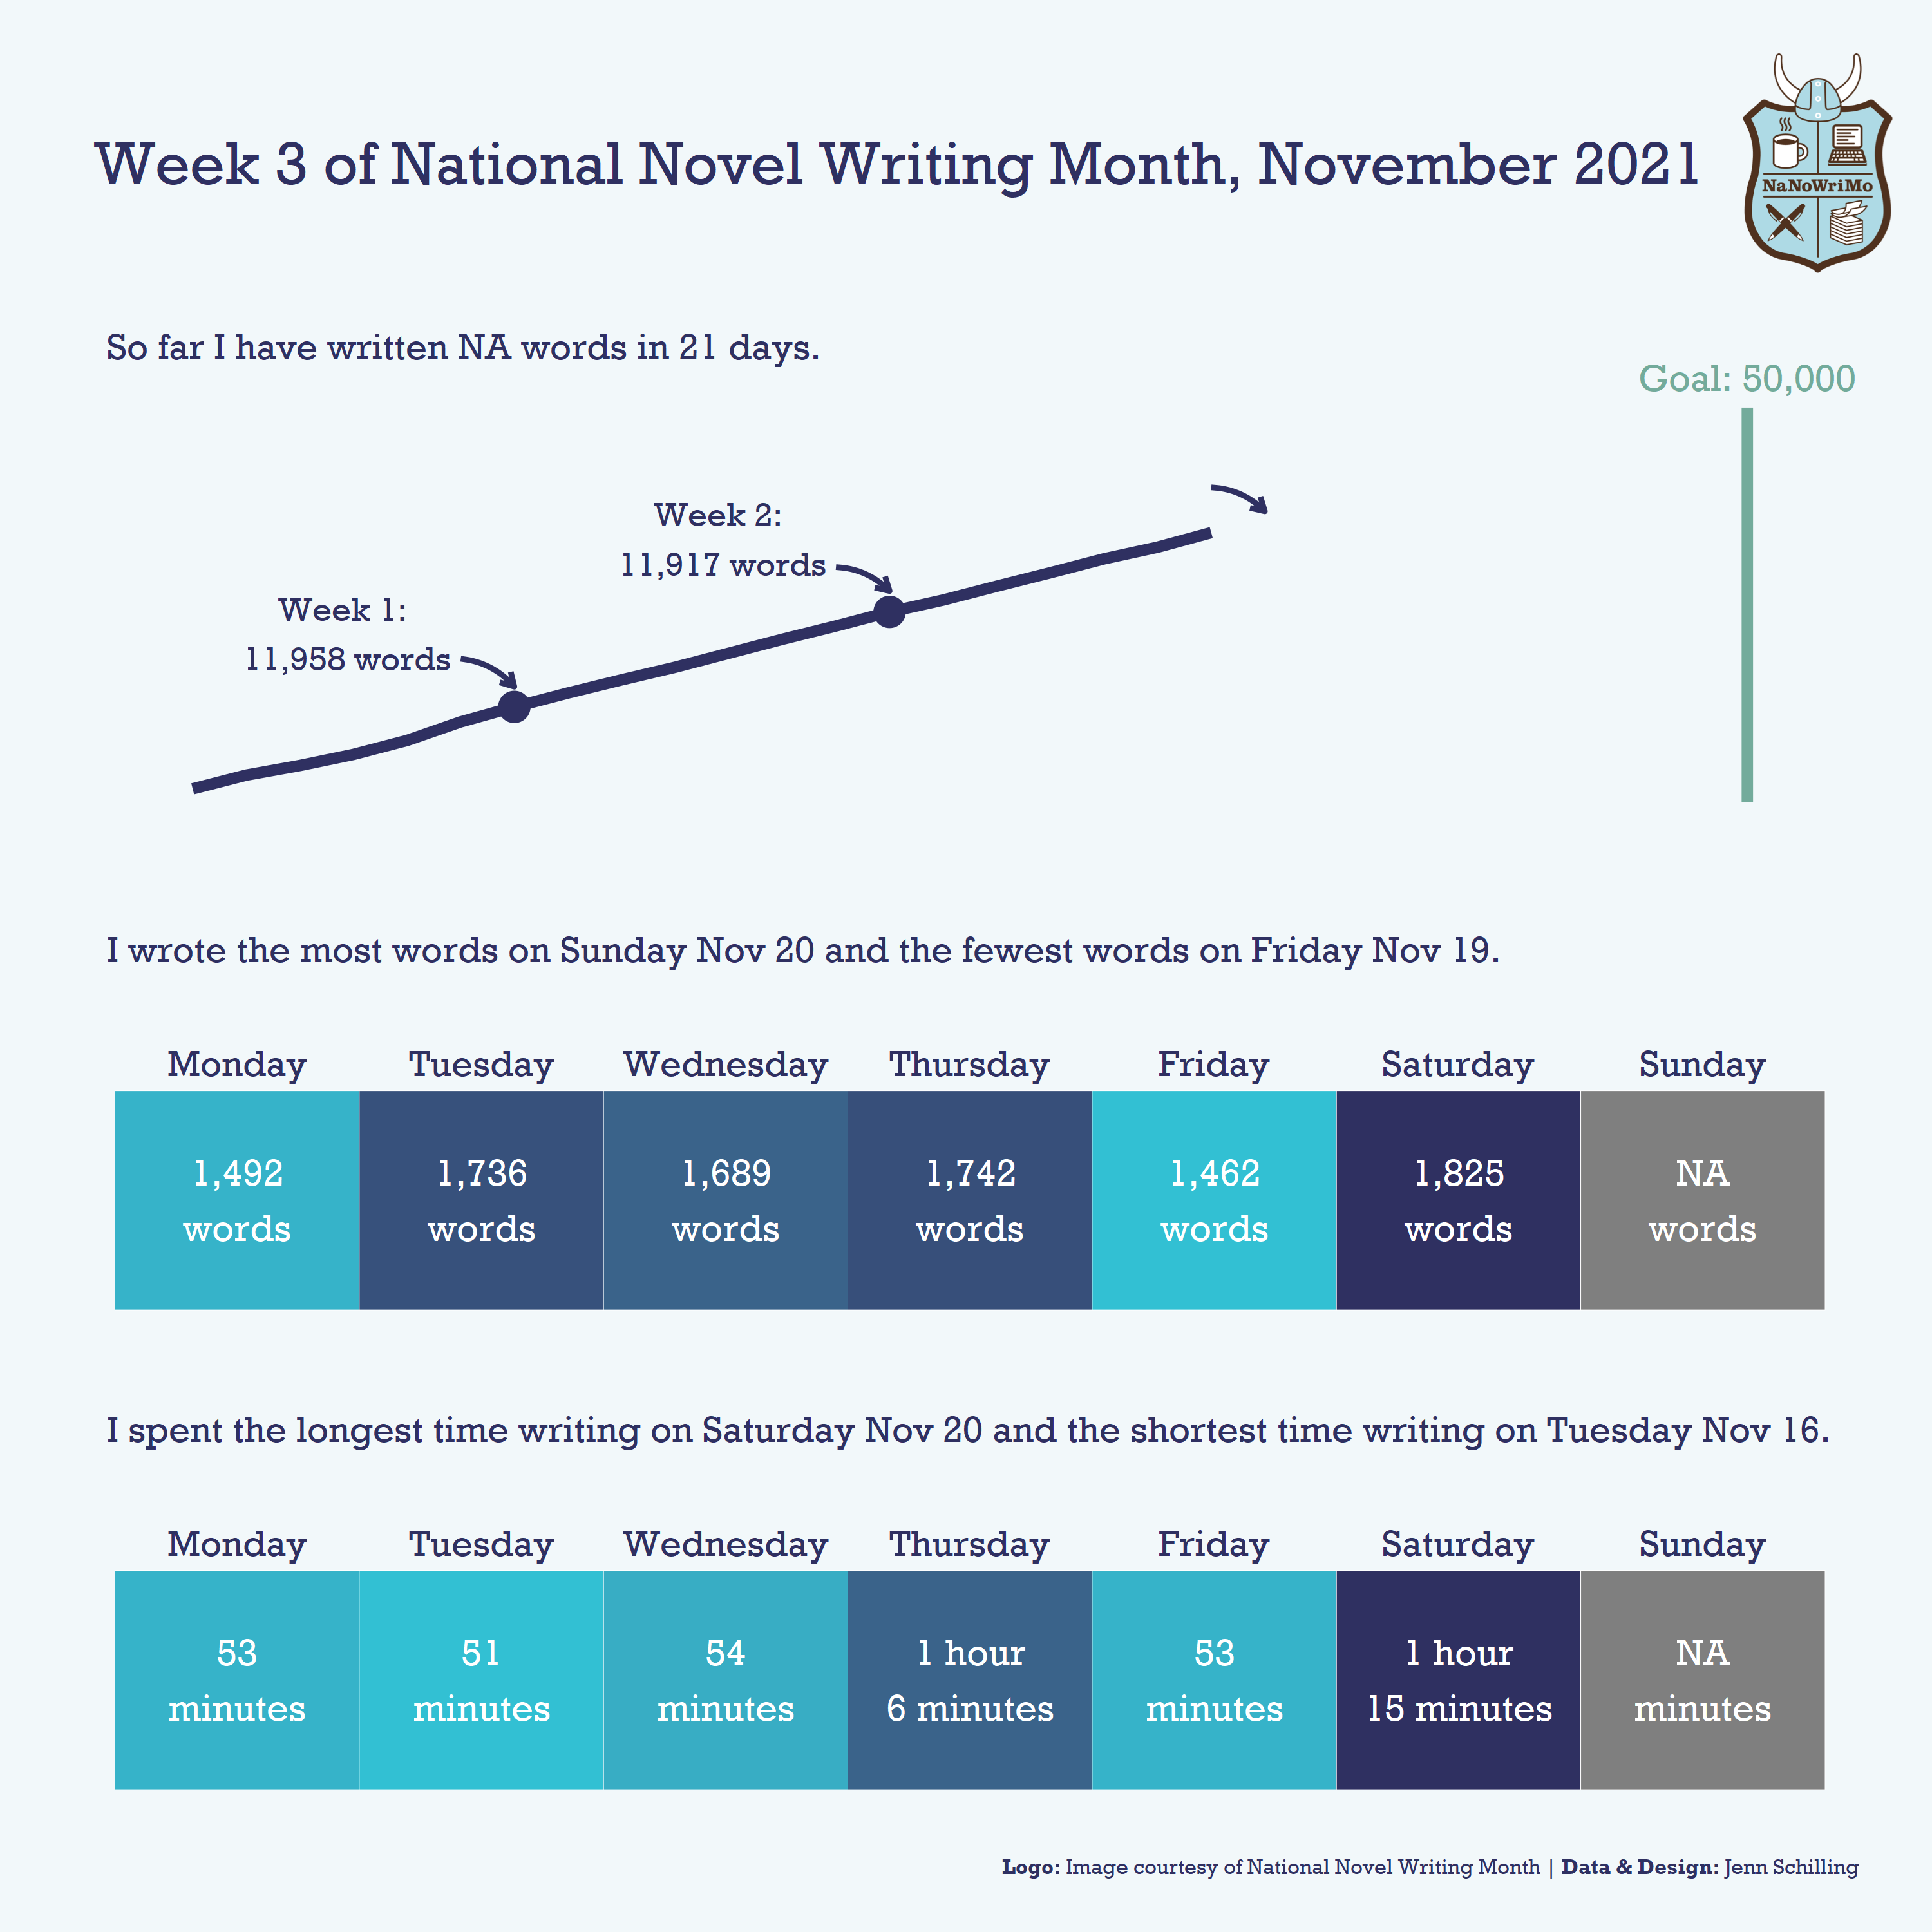 Week 3 of National Novel Writing Month, November 2021
NaNoWriMo
So far I have written NA words in 21 days.
Goal: 50,000
Week 2:
11,917 words
Week 1:
11,958 words
I wrote the most words on Sunday Nov 20 and the fewest words on Friday Nov 19.
Monday Tuesday Wednesday Thursday Friday Saturday Sunday
1,492 1,736 1,689 1,742 1,462 1,825 NA
words words words words words words words
I spent the longest time writing on Saturday Nov 20 and the shortest time writing on Tuesday Nov 16.
Monday Tuesday Wednesday Thursday Friday Saturday Sunday
53 51 54 1 hour 53 1 hour NA
minutes minutes minutes 6 minutes minutes 15 minutes minutes
Logo: Image courtesy of National Novel Writing Month | Data & Design: Jenn Schilling